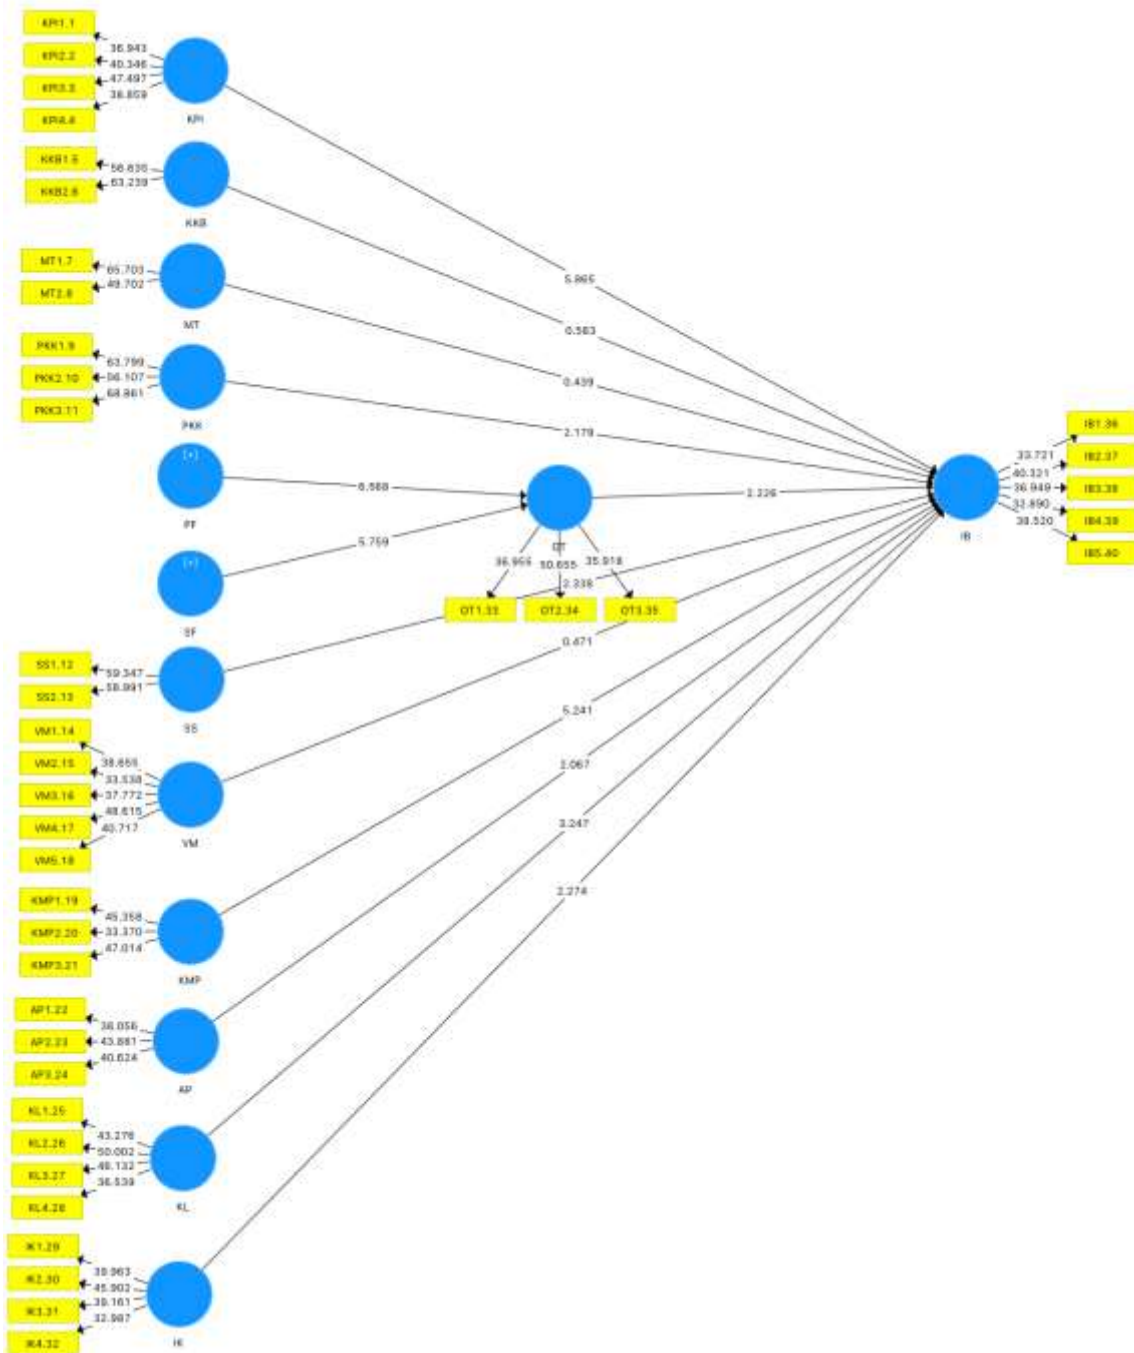 KPI1.1
KPI2.2
KPI3.3
KPI4.4
36.943
40.346
47.497
38.859
KPI
KKB1.5
KKB2.6
63.239
KKB
MT1.7
MT2.8
65.703
49.702
MT
PKK1.9
PKK2.10
PKK3.11
63.799
56.107
68.861
PKK
[+]
PF
[+]
SF
5.865
0.583
0.439
2.179
5.759
2.226
OT
36.955
50.655
35.918
OT1.33
OT2.34
OT3.35
2.338
0.471
5.241
3.247
2.274
IB
33.721
40.321
36.949
32.890
38.520
IB1.36
IB2.37
IB3.38
IB4.39
IB5.40
SS1.12
SS2.13
59.347
58.891
SS
VM1.14
VM2.15
VM3.16
VM4.17
VM5.18
38.655
33.538
37.772
48.615
40.717
VM
KMP1.19
KMP2.20
KMP3.21
45.358
33.370
47.014
KMP
AP1.22
AP2.23
AP3.24
36.056
43.881
40.624
AP
KL1.25
KL2.26
KL3.27
KL4.28
43.276
50.002
36.539
KL
IK1.29
IK2.30
IK3.31
IK4.32
39.963
45.902
39.161
32.987
IK